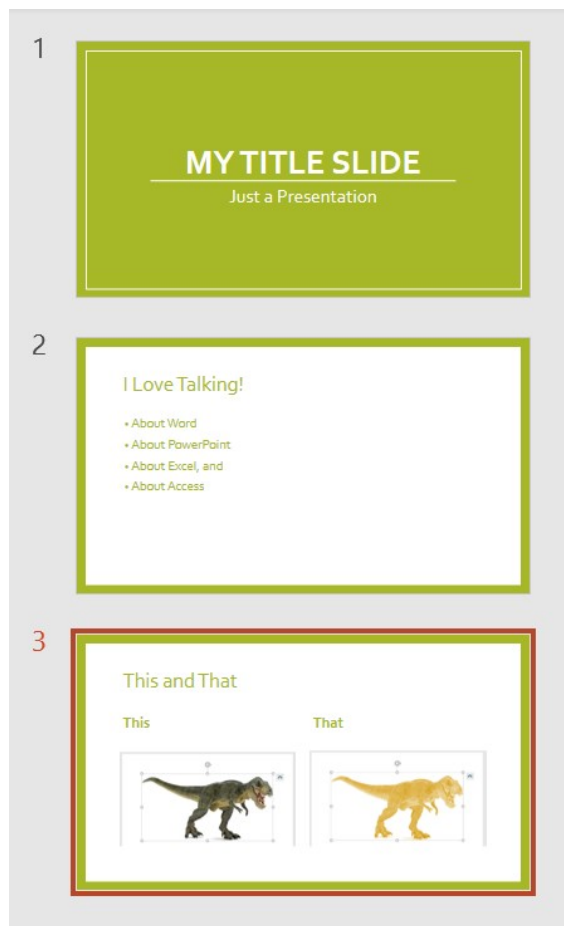 1
MY TITLE SLIDE
Just a Presentation
2
I Love Talking!
• About Word
• About PowerPoint
• About Excel, and
• About Access
3
This and That
This That